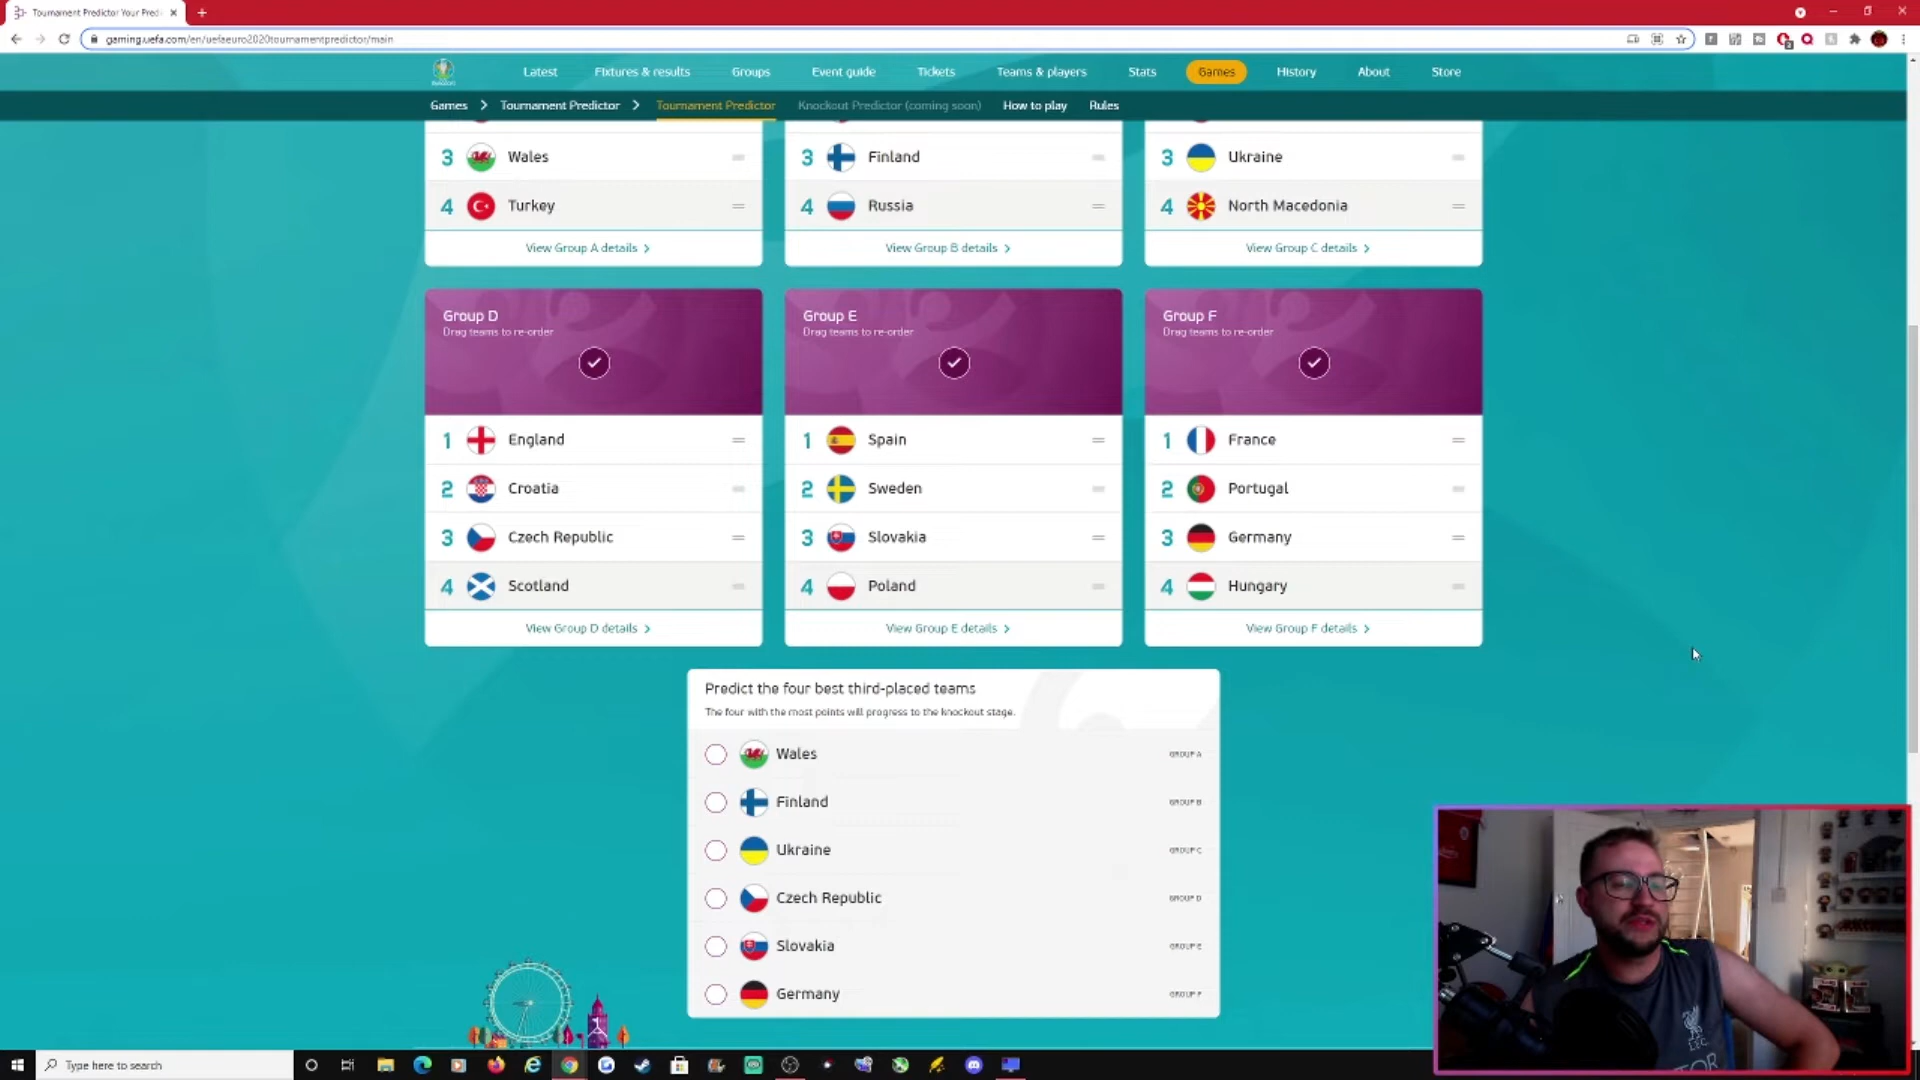 Tournament Predictor Your Pred
gaming.uefa.com/en/uefaeuro2020tournamentpredictor/main
Latest Fixtures & results Groups Event guide Tickets Teams & players Stats Games History About Store
Games Tournament Predictor Tournament Predictor Knockout Predictor (coming soon) How to play Rules
3 Wales
4 Turkey
View Group A details
3 Finland
4 Russia
View Group B details
3 Ukraine
4 North Macedonia
View Group C details
Group D
Drag teams to re-order
1 England
2 Croatia
3 Czech Republic
4 Scotland
View Group D details
Group E
Drag teams to re-order
1 Spain
2 Sweden
3 Slovakia
4 Poland
View Group E details
Group F
Drag teams to re-order
1 France
2 Portugal
3 Germany
4 Hungary
View Group F details
Predict the four best third-placed teams
The four with the most points will progress to the knockout stage.
Wales GROUP A
Finland GROUP B
Ukraine GROUP C
Czech Republic GROUP D
Slovakia GROUP E
Germany GROUP F
Type here to search